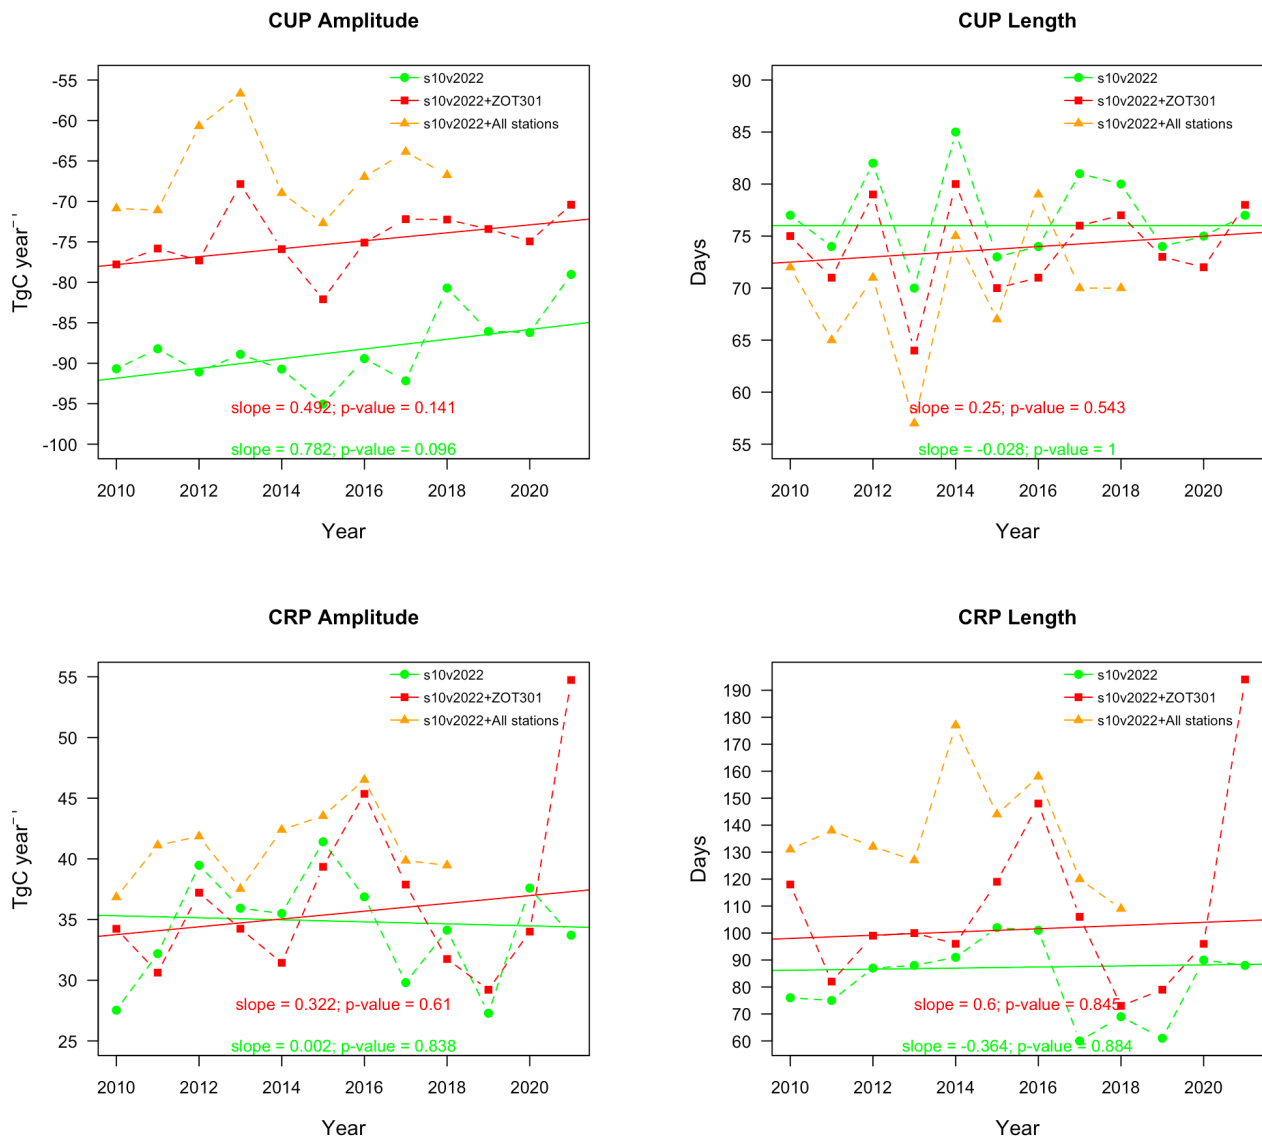 CUP Amplitude
TgC year⁻¹
-55
-60
-65
-70
-75
-80
-85
-90
-95
-100
s10v2022
s10v2022+ZOT301
s10v2022+All stations
slope = 0.492; p-value = 0.141
slope = 0.782; p-value = 0.096
2010 2012 2014 2016 2018 2020
Year
CUP Length
Days
90
85
80
75
70
65
60
55
s10v2022
s10v2022+ZOT301
s10v2022+All stations
slope = 0.25; p-value = 0.543
slope = -0.028; p-value = 1
2010 2012 2014 2016 2018 2020
Year
CRP Amplitude
TgC year⁻¹
55
50
45
40
35
30
25
s10v2022
s10v2022+ZOT301
s10v2022+All stations
slope = 0.322; p-value = 0.61
slope = 0.002; p-value = 0.838
2010 2012 2014 2016 2018 2020
Year
CRP Length
Days
190
180
170
160
150
140
130
120
110
100
90
80
70
60
s10v2022
s10v2022+ZOT301
s10v2022+All stations
slope = 0.6; p-value = 0.845
slope = -0.364; p-value = 0.884
2010 2012 2014 2016 2018 2020
Year